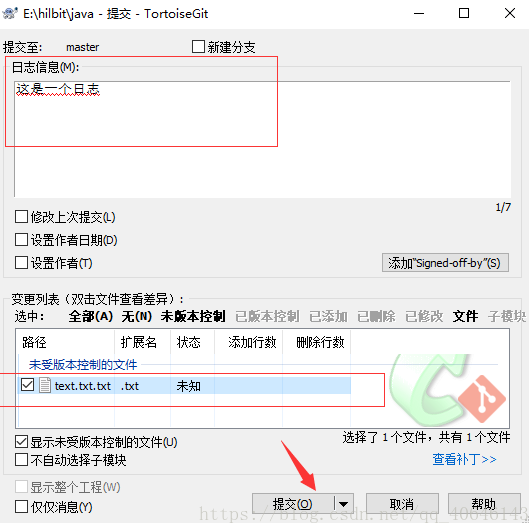 E:\hilbit\java - 提交 - TortoiseGit
提交至: master 新建分支
日志信息(M):
这是一个日志
1/7
修改上次提交(L)
设置作者日期(D)
设置作者(T) 添加"Signed-off-by"(S)
变更列表（双击文件查看差异）:
选中: 全部(A) 无(N) 未版本控制 已版本控制 已添加 已删除 已修改 文件 子模块
路径 扩展名 状态 添加行数 删除行数
未受版本控制的文件
text.txt.txt .txt 未知
显示未受版本控制的文件(U) 选择了 1 个文件，共有 1 个文件
不自动选择子模块 查看补丁>>
显示整个工程(W)
仅仅消息(Y) 提交(O) 取消 帮助